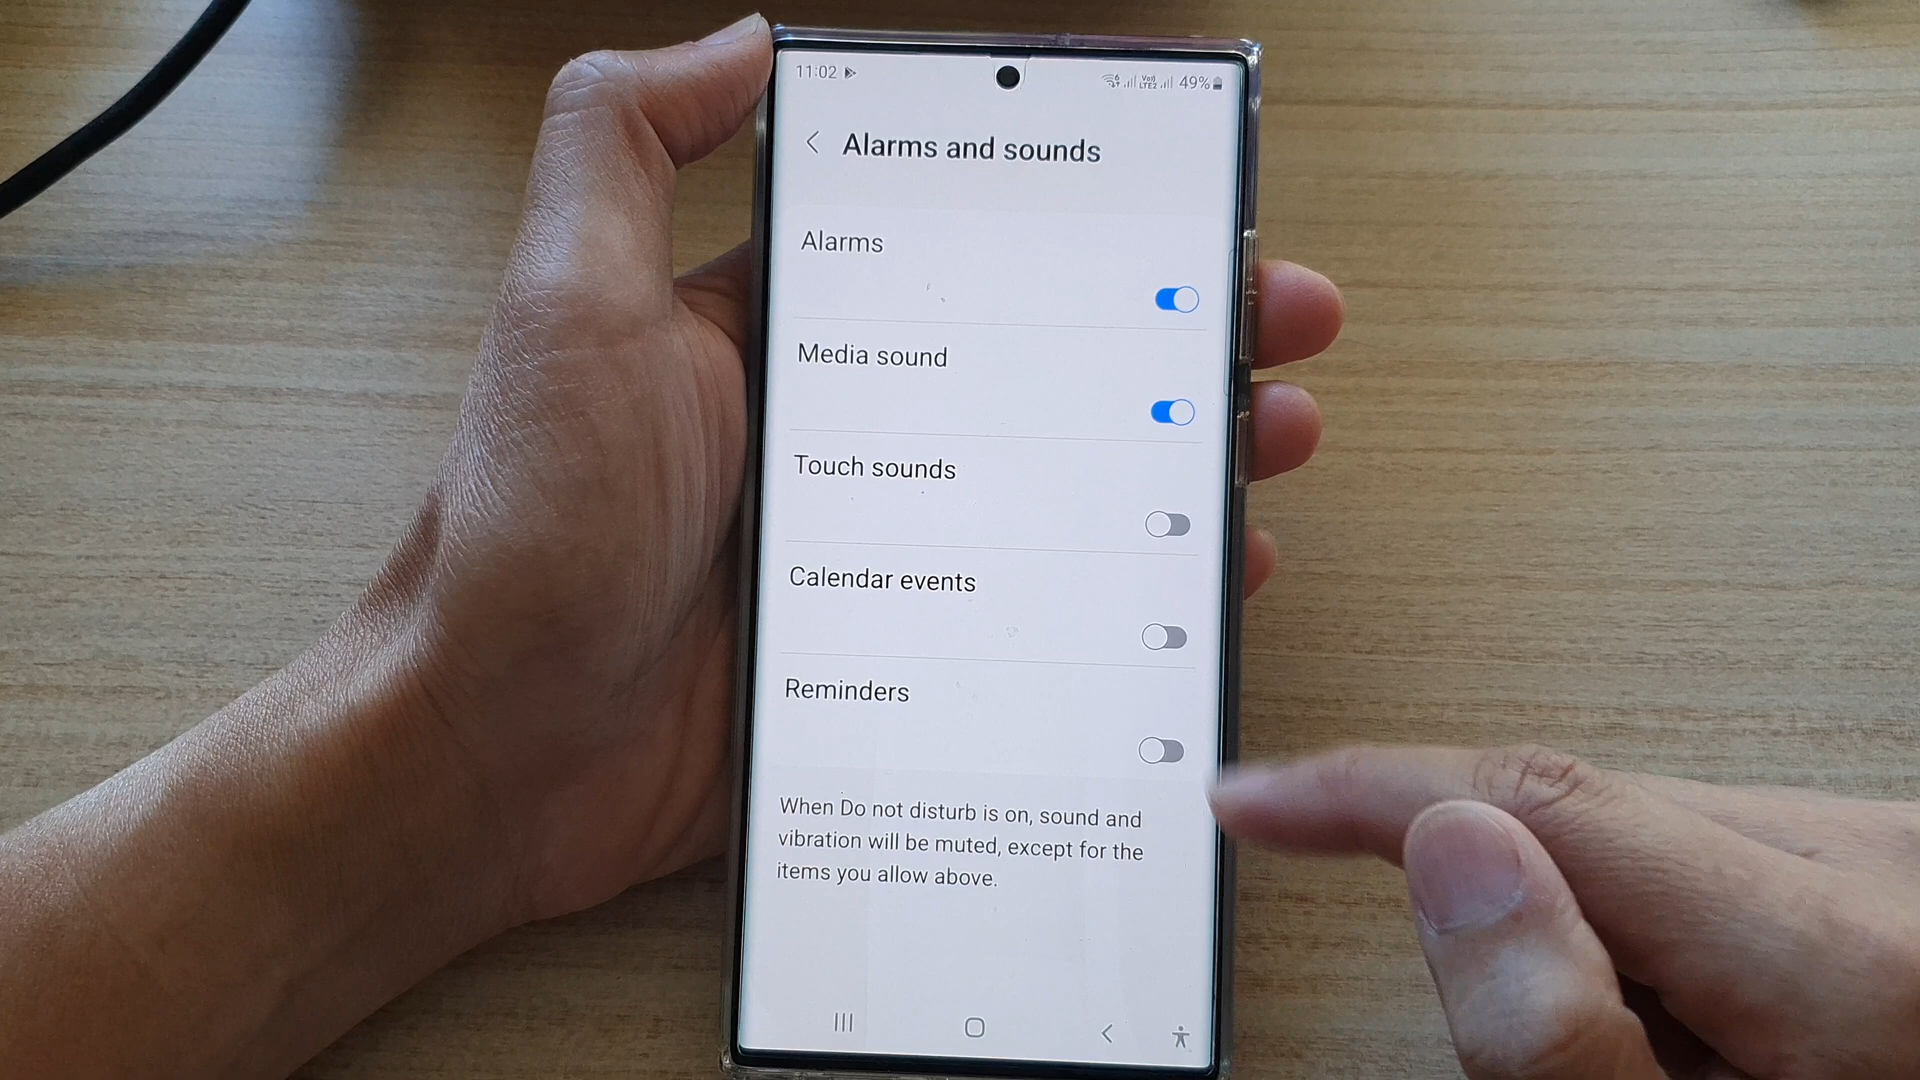 11:02
49%
Alarms and sounds
Alarms
Media sound
Touch sounds
Calendar events
Reminders
When Do not disturb is on, sound and
vibration will be muted, except for the
items you allow above.